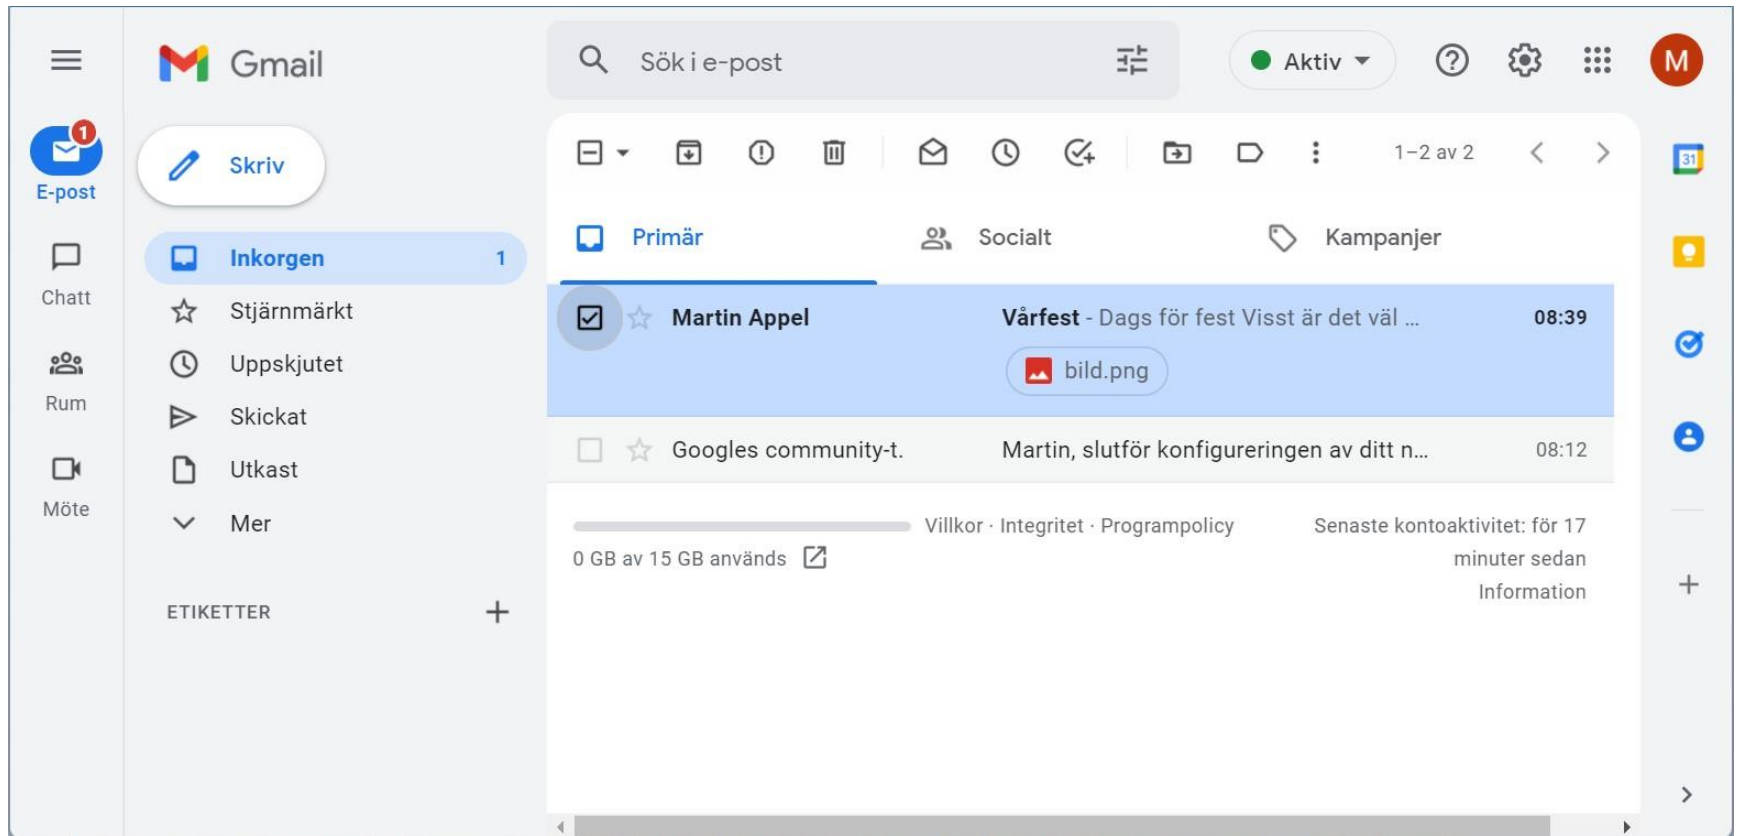 Gmail
Sök i e-post
Aktiv
M
1
E-post
Chatt
Rum
Möte
Skriv
Inkorgen 1
Stjärnmärkt
Uppskjutet
Skickat
Utkast
Mer
ETIKETTER
1–2 av 2
31
Primär Socialt Kampanjer
Martin Appel Vårfest - Dags för fest Visst är det väl ... 08:39
bild.png
Googles community-t. Martin, slutför konfigureringen av ditt n... 08:12
Villkor · Integritet · Programpolicy
0 GB av 15 GB används
Senaste kontoaktivitet: för 17
minuter sedan
Information